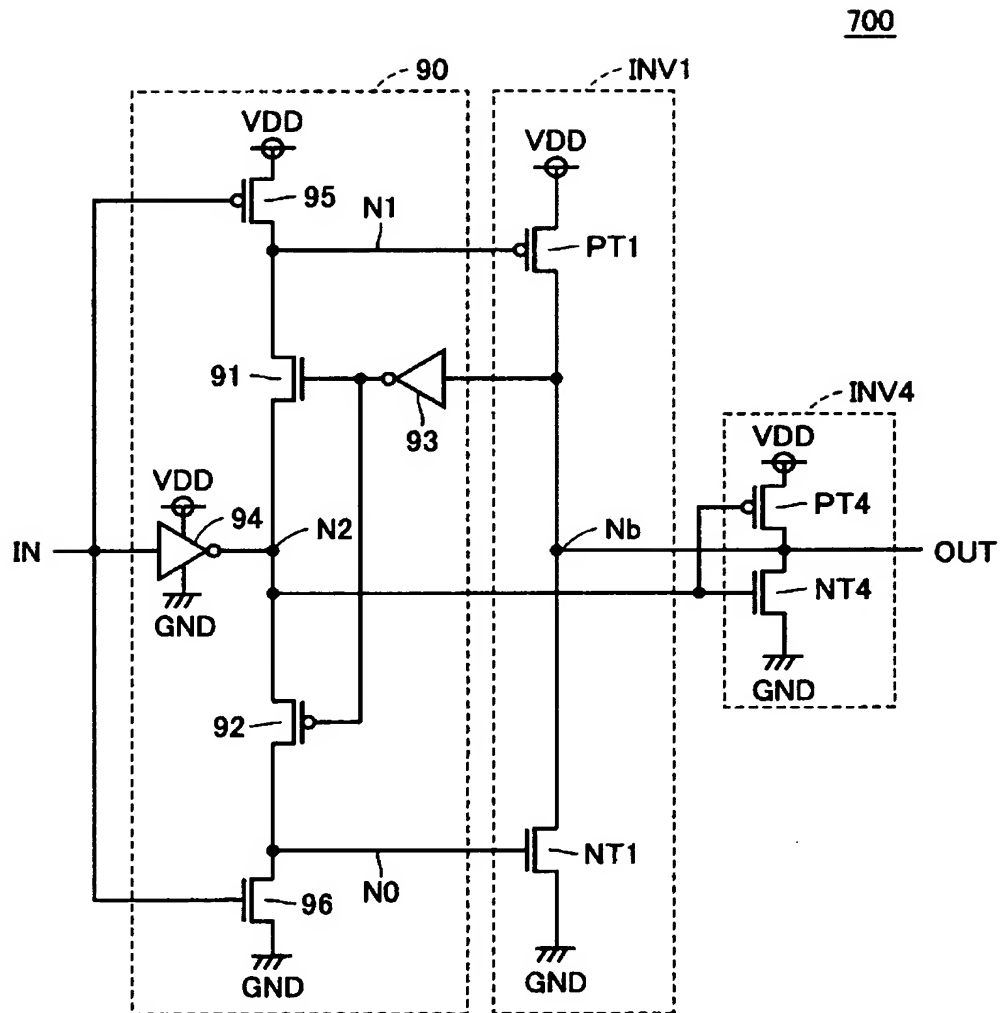 700
90
INV1
VDD
VDD
95
N1
PT1
91
93
INV4
VDD
VDD
94
PT4
IN
N2
Nb
OUT
NT4
GND
GND
92
N0
NT1
96
GND
GND